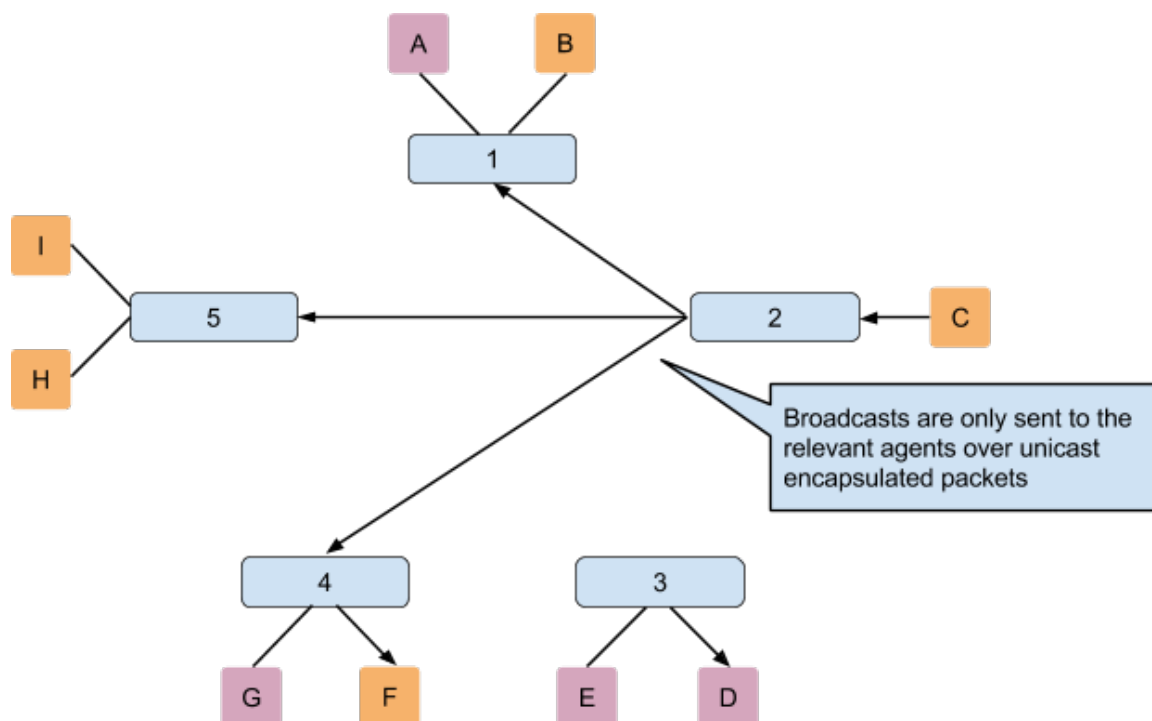 A
B
1
I
5
2
C
H
Broadcasts are only sent to the
relevant agents over unicast
encapsulated packets
4
3
G
F
E
D